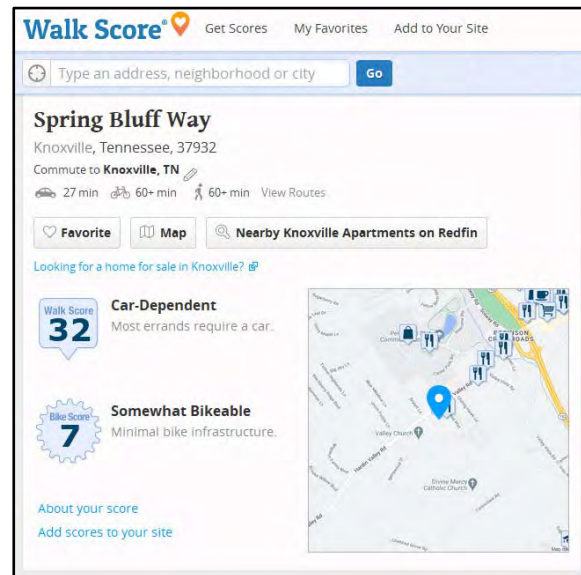 Walk Score® Get Scores My Favorites Add to Your Site
Type an address, neighborhood or city Go
Spring Bluff Way
Knoxville, Tennessee, 37932
Commute to Knoxville, TN
27 min 60+ min 60+ min View Routes
Favorite Map Nearby Knoxville Apartments on Redfin
Looking for a home for sale in Knoxville?
Walk Score
32
Car-Dependent
Most errands require a car.
Bike Score
7
Somewhat Bikeable
Minimal bike infrastructure.
About your score
Add scores to your site
Valley Church
Hardin Valley Rd
Divine Mercy
Catholic Church